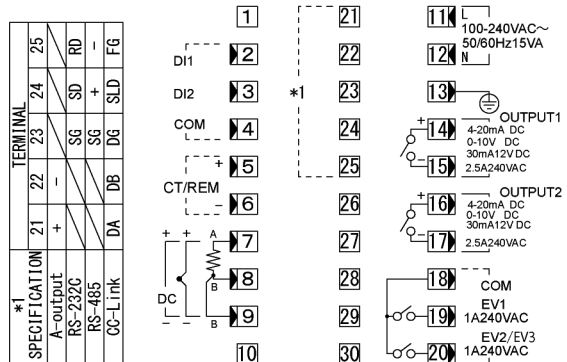 *1
SPECIFICATION TERMINAL
21 22 23 24 25
A-output + -
RS-232C SG SD RD
RS-485 SG + -
CC-Link DA DB DG SLD FG
1
DI1 2
DI2 3
COM 4
+ 5
CT/REM
- 6
+ + A 7
B 8
DC
- - B 9
10
21
22
*1 23
24
25
26
27
28
29
30
11 L
100-240VAC~
50/60Hz15VA
12 N
13
OUTPUT1
+ 14 4-20mA DC
0-10V DC
30mA12VDC
- 15 2.5A240VAC
OUTPUT2
+ 16 4-20mA DC
0-10V DC
30mA12VDC
- 17 2.5A240VAC
18 COM
EV1
19 1A240VAC
EV2/EV3
20 1A240VAC